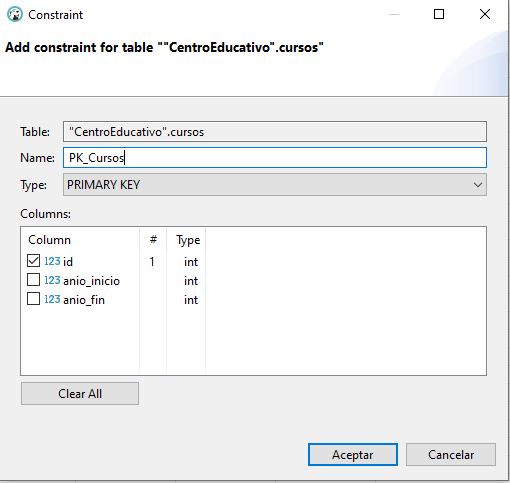 Constraint
Add constraint for table ""CentroEducativo".cursos"
Table: "CentroEducativo".cursos
Name: PK_Cursos
Type: PRIMARY KEY
Columns:
Column # Type
123 id 1 int
123 anio_inicio int
123 anio_fin int
Clear All
Aceptar Cancelar